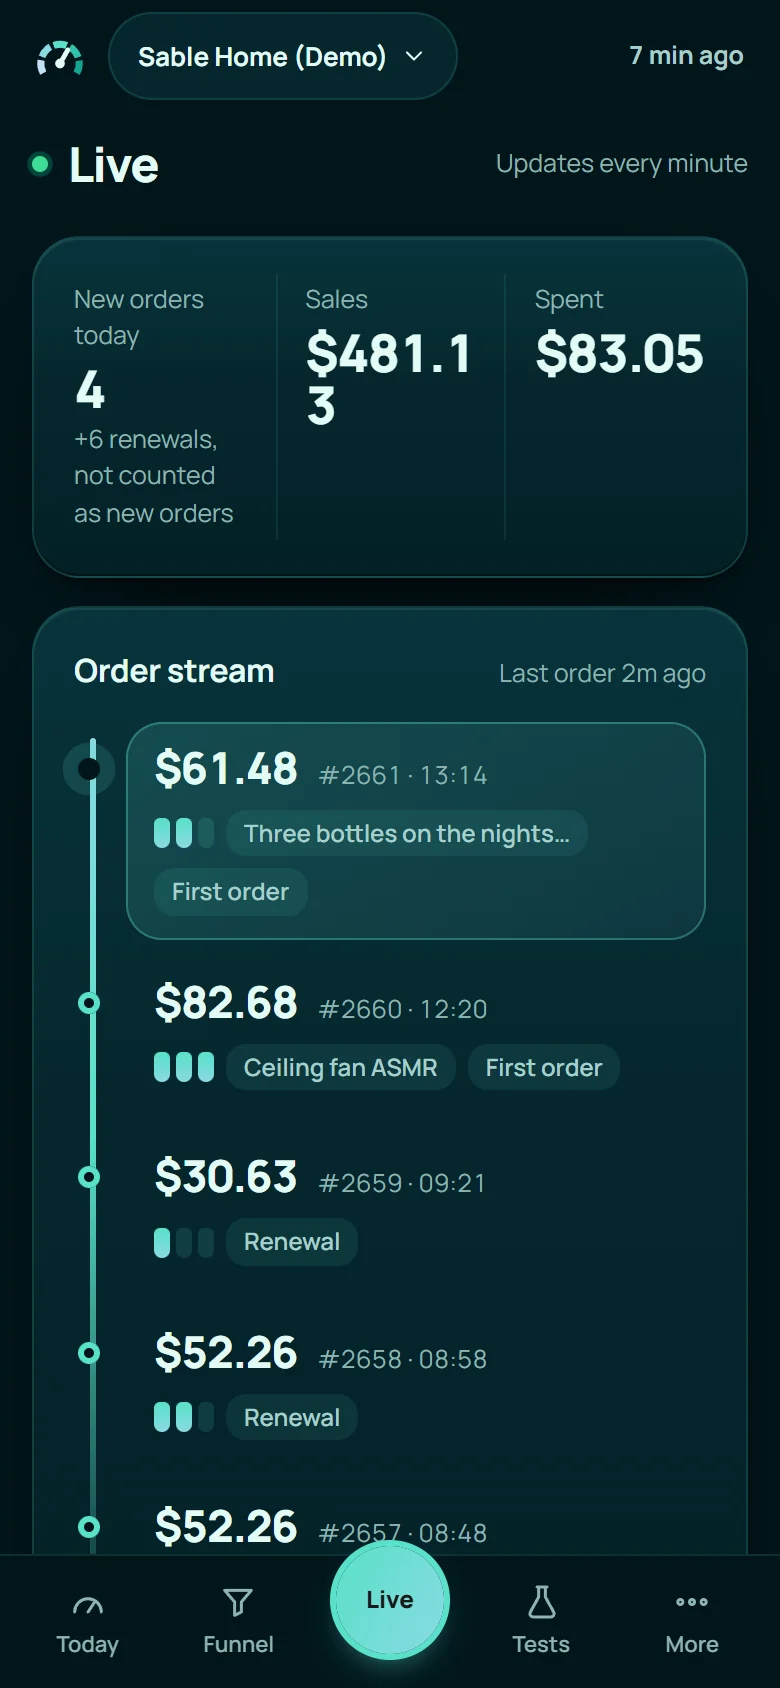 Sable Home (Demo)
7 min ago
Live
Updates every minute
New orders
today
4
+6 renewals,
not counted
as new orders
Sales
$481.1
3
Spent
$83.05
Order stream
Last order 2m ago
$61.48 #2661 · 13:14
Three bottles on the nights…
First order
$82.68 #2660 · 12:20
Ceiling fan ASMR First order
$30.63 #2659 · 09:21
Renewal
$52.26 #2658 · 08:58
Renewal
$52.26 #2657 · 08:48
Today
Funnel
Live
Tests
More